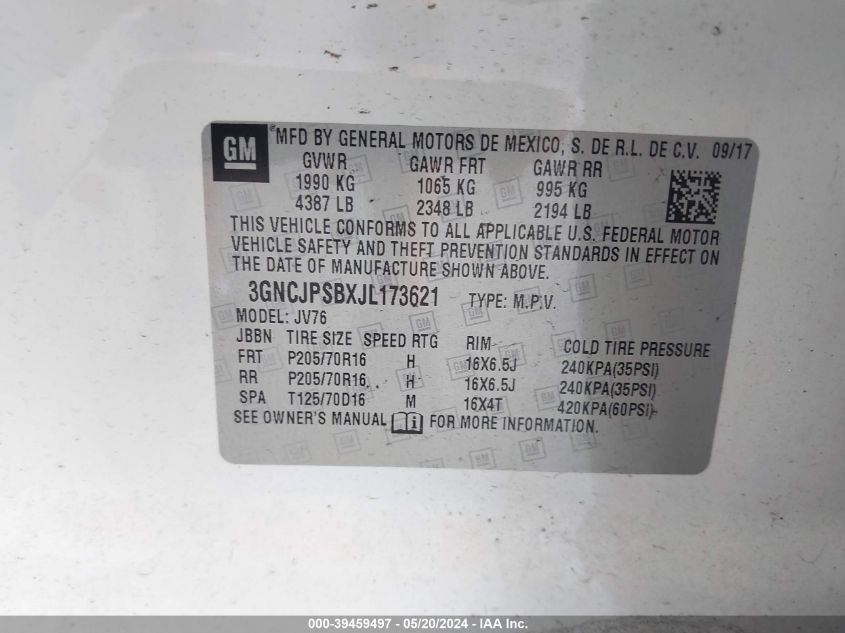 GM ®MFD BY GENERAL MOTORS DE MEXICO, S. DE R.L. DE C.V. 09/17
GVWR GAWR FRT GAWR RR
1990 KG 1065 KG 995 KG
4387 LB 2348 LB 2194 LB
THIS VEHICLE CONFORMS TO ALL APPLICABLE U.S. FEDERAL MOTOR
VEHICLE SAFETY AND THEFT PREVENTION STANDARDS IN EFFECT ON
THE DATE OF MANUFACTURE SHOWN ABOVE.
3GNCJPSBXJL173621 TYPE: M.P.V.
MODEL: JV76
JBBN TIRE SIZE SPEED RTG RIM COLD TIRE PRESSURE
FRT P205/70R16 H 16X6.5J 240KPA(35PSI)
RR P205/70R16 H 16X6.5J 240KPA(35PSI)
SPA T125/70D16 M 16X4T 420KPA(60PSI)
SEE OWNER'S MANUAL i FOR MORE INFORMATION.
000-39459497 - 05/20/2024 - IAA Inc.